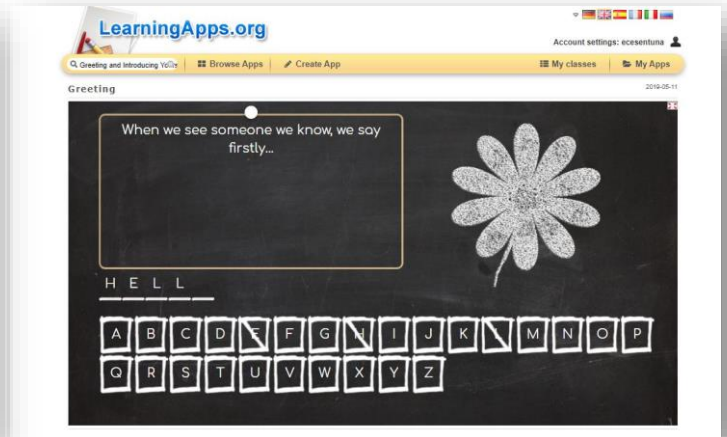 LearningApps.org
Account settings: ecesentuna
Greeting and Introducing
Browse Apps
Create App
My classes
My Apps
Greeting
2019-05-11
When we see someone we know, we say
firstly...
H E L L
A B C D E F G H I J K L M N O P
Q R S T U V W X Y Z